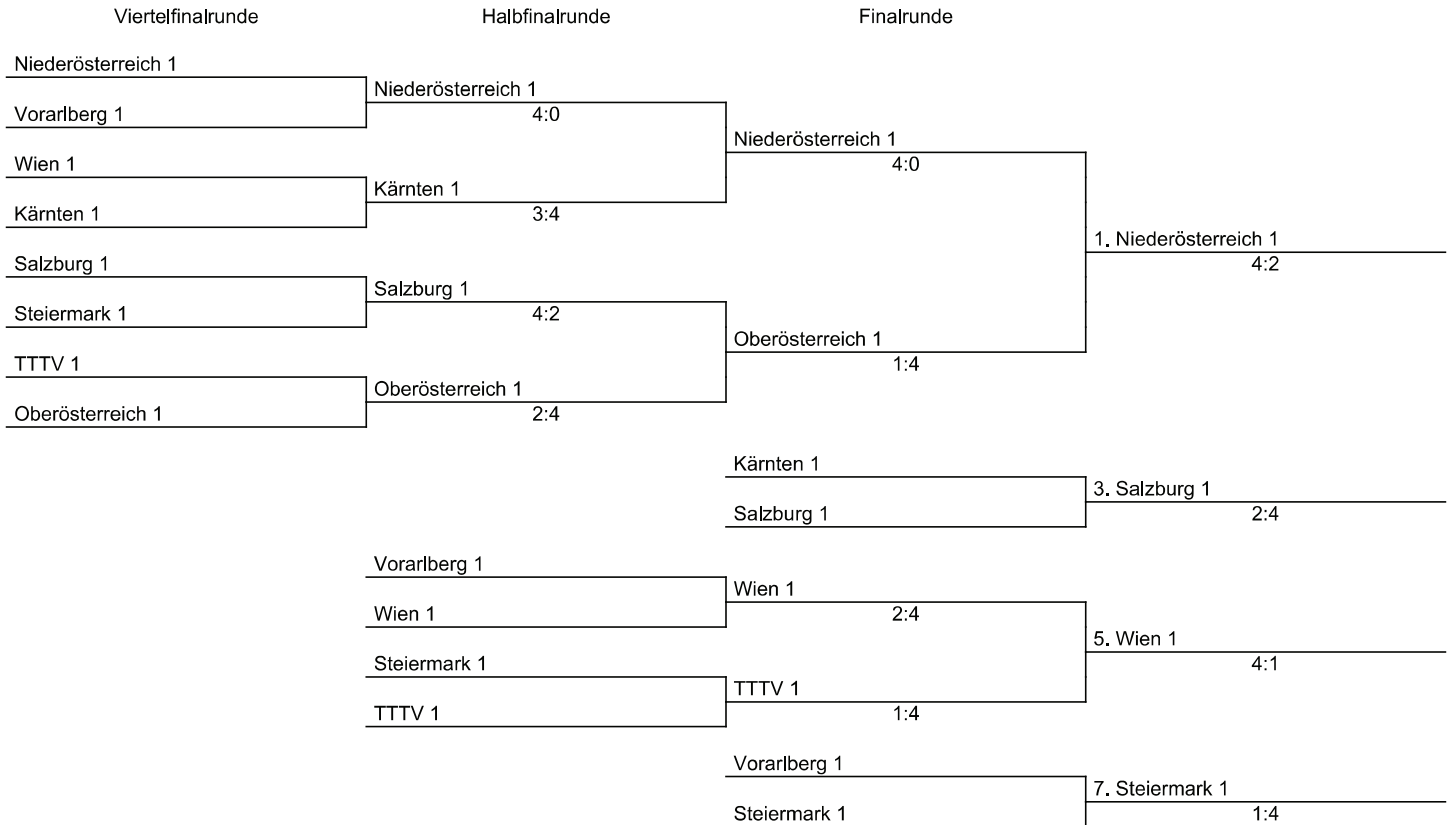 Viertelfinalrunde Halbfinalrunde Finalrunde
Niederösterreich 1
Niederösterreich 1
Vorarlberg 1
4:0
Niederösterreich 1
Wien 1
4:0
Kärnten 1
Kärnten 1
3:4
1. Niederösterreich 1
Salzburg 1
4:2
Salzburg 1
Steiermark 1
4:2
Oberösterreich 1
TTTV 1
1:4
Oberösterreich 1
Oberösterreich 1
2:4
Kärnten 1
3. Salzburg 1
Salzburg 1
2:4
Vorarlberg 1
Wien 1
Wien 1
2:4
5. Wien 1
Steiermark 1
4:1
TTTV 1
TTTV 1
1:4
Vorarlberg 1
7. Steiermark 1
Steiermark 1
1:4